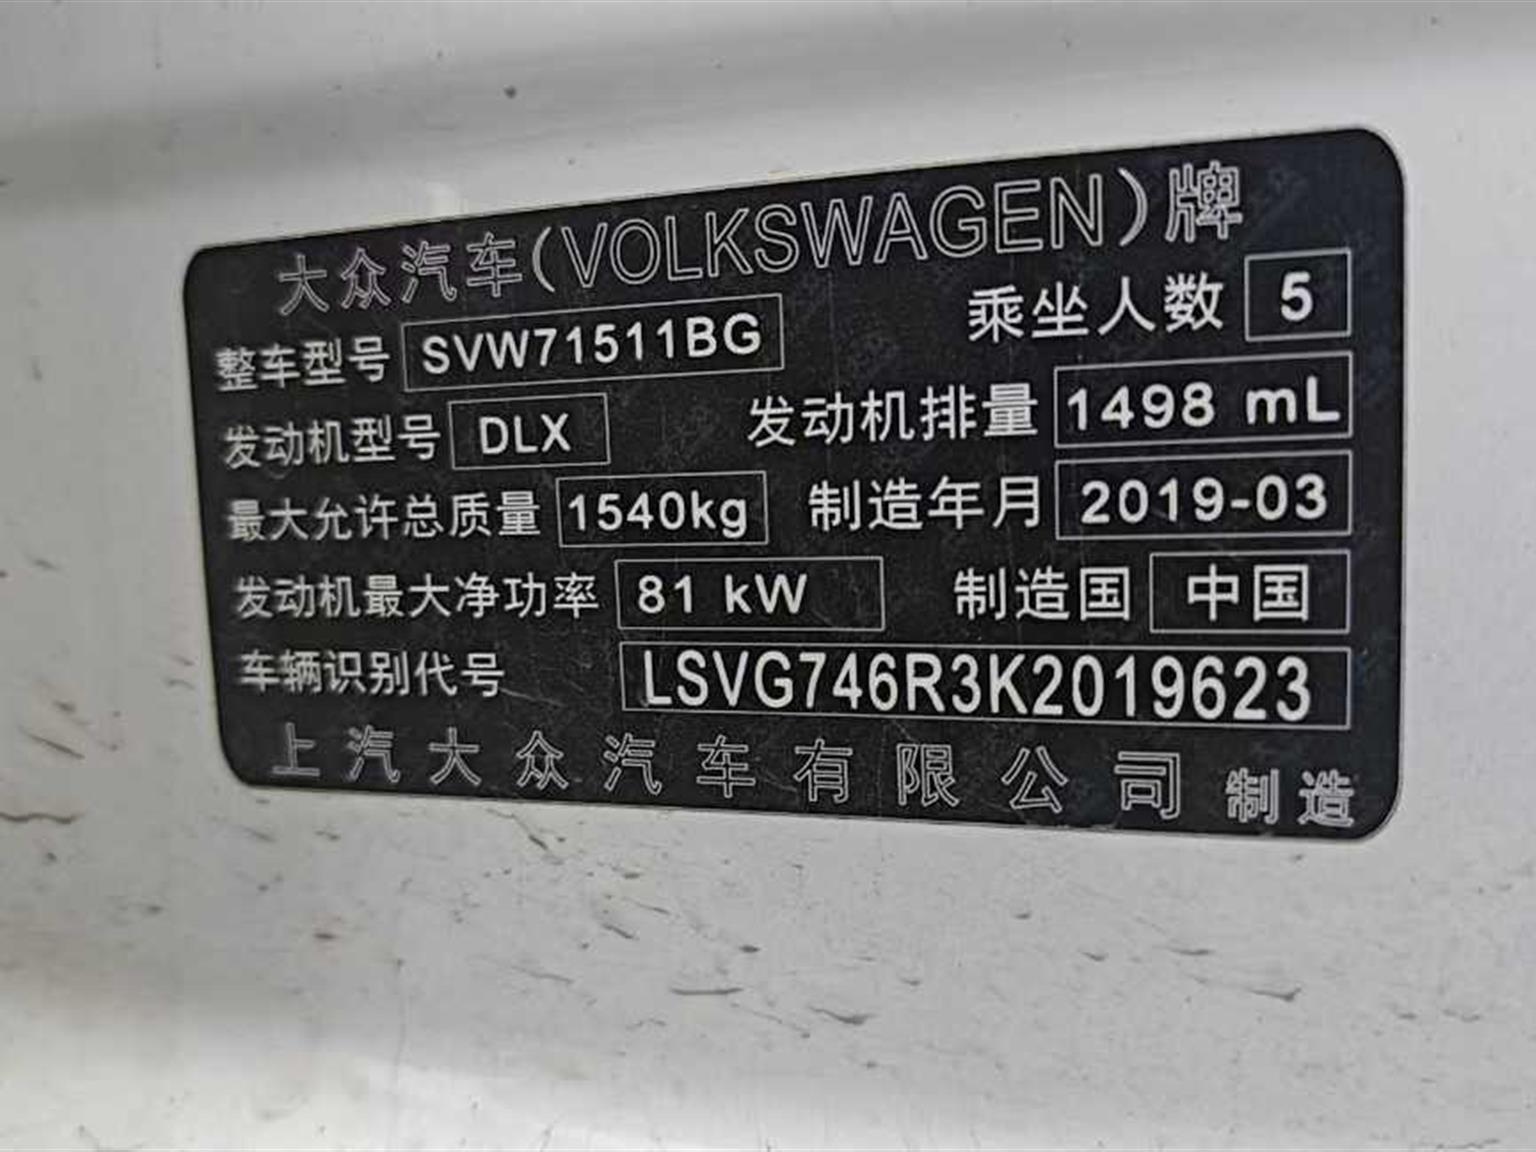 大众汽车(VOLKSWAGEN)牌
整车型号 SVW71511BG 乘坐人数 5
发动机型号 DLX 发动机排量 1498 mL
最大允许总质量 1540kg 制造年月 2019-03
发动机最大净功率 81 kW 制造国 中国
车辆识别代号 LSVG746R3K2019623
上汽大众汽车有限公司 制造